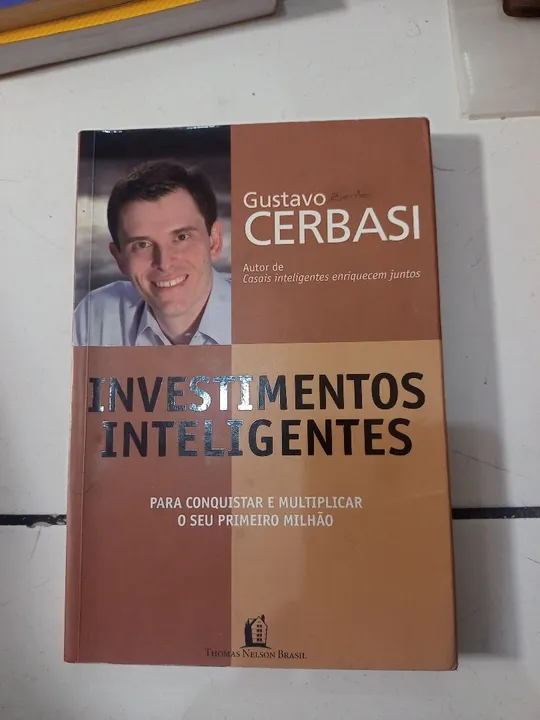 Gustavo
CERBASI
Autor de
Casais inteligentes enriquecem juntos
INVESTIMENTOS
INTELIGENTES
PARA CONQUISTAR E MULTIPLICAR
O SEU PRIMEIRO MILHÃO
THOMAS NELSON BRASIL